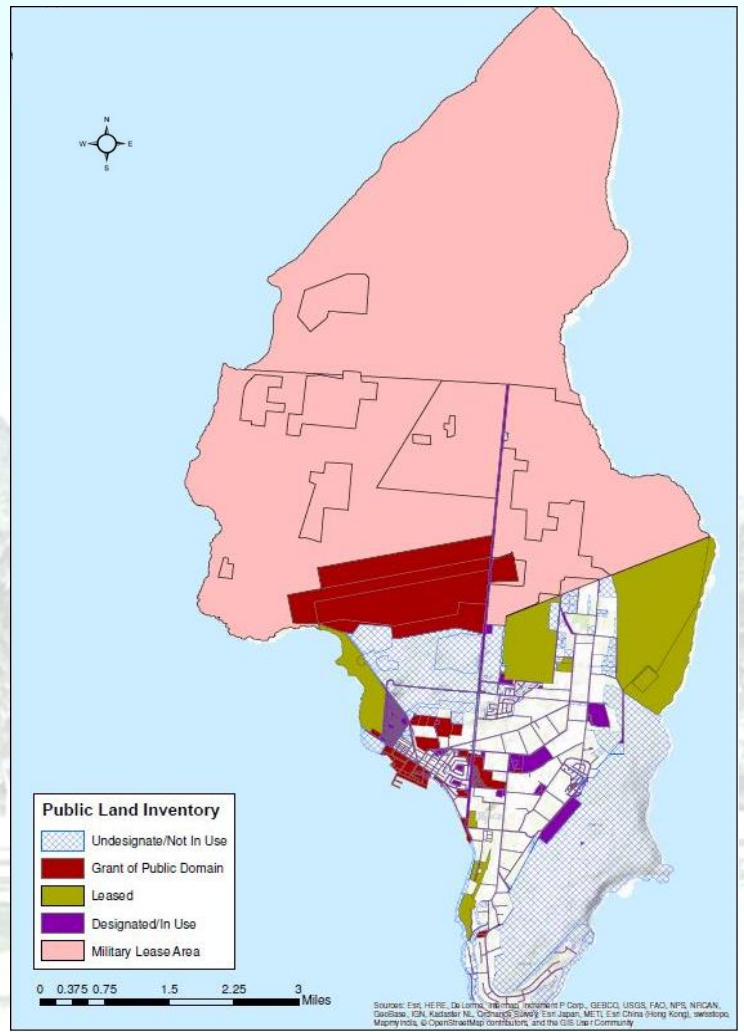 N
W E
S
Public Land Inventory
Undesignate/Not In Use
Grant of Public Domain
Leased
Designated/In Use
Military Lease Area
0 0.375 0.75 1.5 2.25 3
Miles
Sources: Esri, HERE, DeLorme, Intermap, increment P Corp., GEBCO, USGS, FAO, NPS, NRCAN,
GeoBase, IGN, Kadaster NL, Ordnance Survey, Esri Japan, METI, Esri China (Hong Kong), swisstopo,
MapmyIndia, © OpenStreetMap contributors, and the GIS User Community